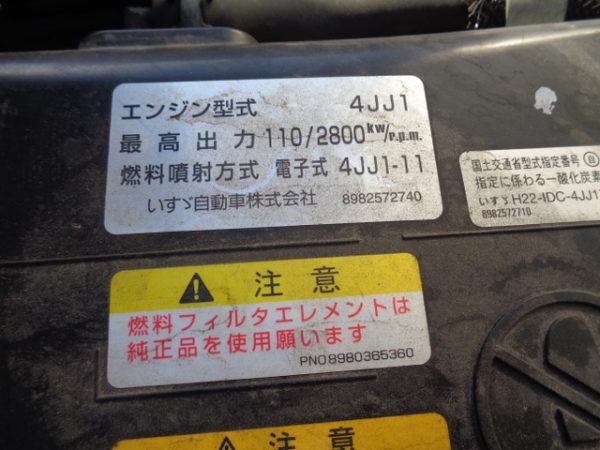 エンジン型式 4JJ1
最高出力 110/2800 kW/r.p.m.
燃料噴射方式 電子式 4JJ1-11
いすゞ自動車株式会社 8982572740
国土交通省型式指定番号
指定に係わる一酸化炭素
いすゞH22-IDC-4JJ1
8982572710
注意
燃料フィルタエレメントは
純正品を使用願います
PNO8980365360
注意